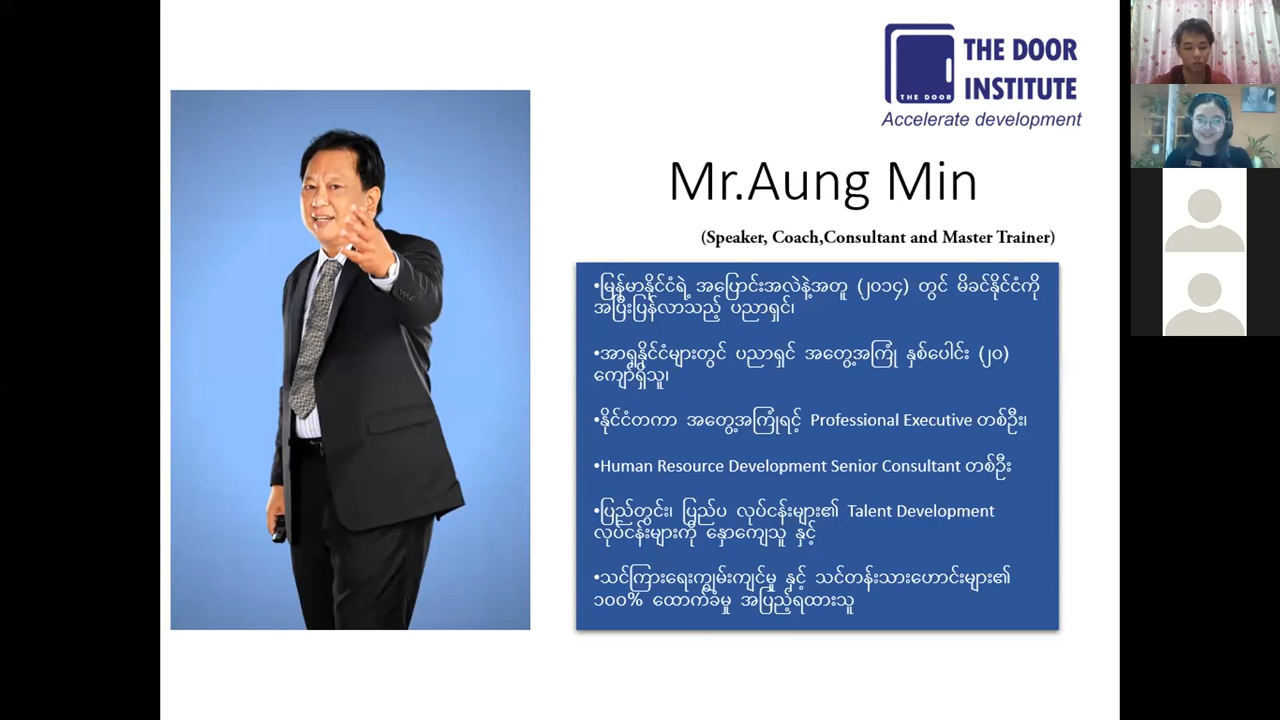 THE DOOR
THE DOOR
INSTITUTE
Accelerate development
Mr.Aung Min
(Speaker, Coach,Consultant and Master Trainer)
•မြန်မာနိုင်ငံရဲ့ အပြောင်းအလဲနဲ့အတူ (၂၀၁၄) တွင် မိခင်နိုင်ငံကို
အပြီးပြန်လာသည့် ပညာရှင်၊
•အာရှနိုင်ငံများတွင် ပညာရှင် အတွေ့အကြုံ နှစ်ပေါင်း (၂၀)
ကျော်ရှိသူ၊
•နိုင်ငံတကာ အတွေ့အကြုံရင့် Professional Executive တစ်ဦး၊
•Human Resource Development Senior Consultant တစ်ဦး
•ပြည်တွင်း၊ ပြည်ပ လုပ်ငန်းများ၏ Talent Development
လုပ်ငန်းများကို နှောကျေသူ နှင့်
•သင်ကြားရေးကျွမ်းကျင်မှု နှင့် သင်တန်းသားဟောင်းများ၏
၁၀၀% ထောက်ခံမှု အပြည့်ရထားသူ